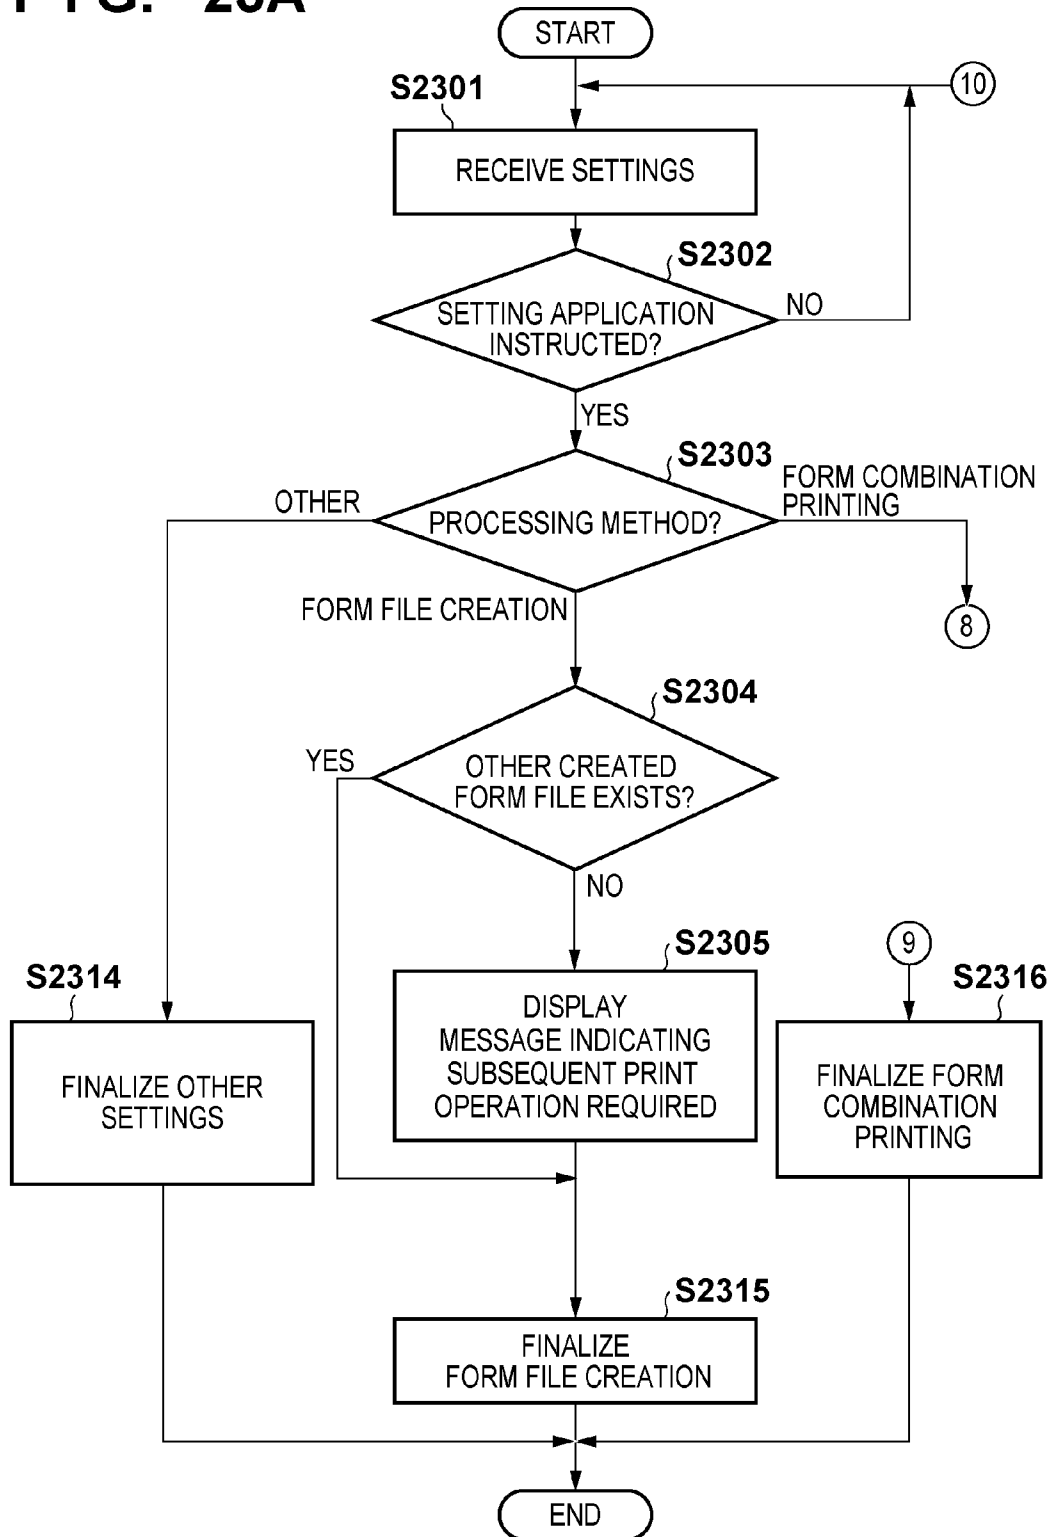 START
10
S2301
RECEIVE SETTINGS
S2302
SETTING APPLICATION
INSTRUCTED?
NO
YES
S2303
FORM COMBINATION
PRINTING
OTHER
PROCESSING METHOD?
FORM FILE CREATION
8
S2304
YES
OTHER CREATED
FORM FILE EXISTS?
NO
S2305
9
S2314
S2316
DISPLAY
MESSAGE INDICATING
SUBSEQUENT PRINT
OPERATION REQUIRED
FINALIZE OTHER
SETTINGS
FINALIZE FORM
COMBINATION
PRINTING
S2315
FINALIZE
FORM FILE CREATION
END